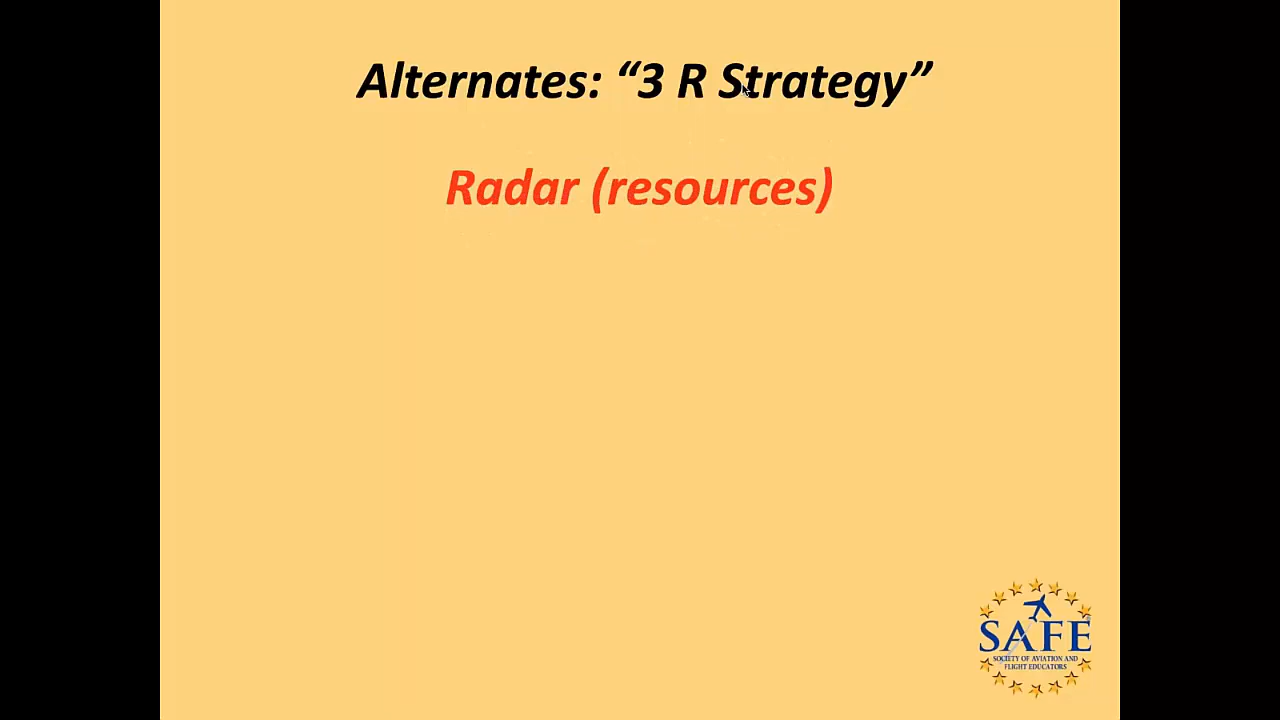 Alternates: “3 R Strategy”
Radar (resources)
SAFE
SOCIETY OF AVIATION AND
FLIGHT EDUCATORS